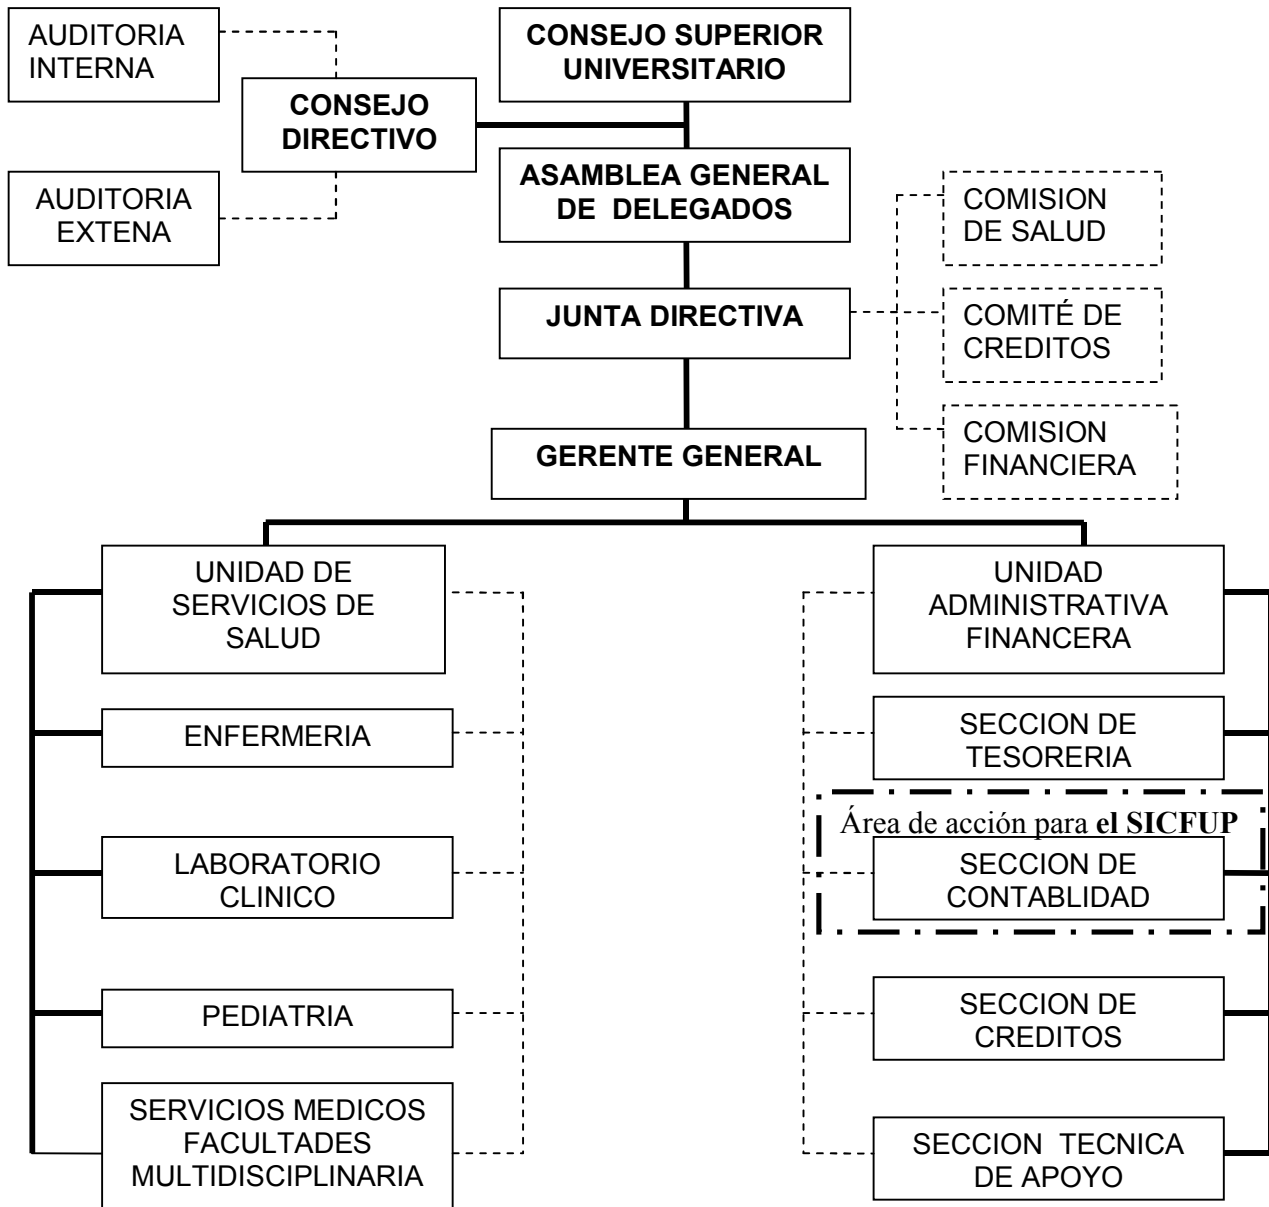 AUDITORIA
INTERNA
CONSEJO SUPERIOR
UNIVERSITARIO
CONSEJO
DIRECTIVO
AUDITORIA
EXTENA
ASAMBLEA GENERAL
DE DELEGADOS
COMISION
DE SALUD
JUNTA DIRECTIVA
COMITÉ DE
CREDITOS
GERENTE GENERAL
COMISION
FINANCIERA
UNIDAD DE
SERVICIOS DE
SALUD
UNIDAD
ADMINISTRATIVA
FINANCERA
ENFERMERIA
SECCION DE
TESORERIA
Área de acción para el SICFUP
LABORATORIO
CLINICO
SECCION DE
CONTABLIDAD
PEDIATRIA
SECCION DE
CREDITOS
SERVICIOS MEDICOS
FACULTADES
MULTIDISCIPLINARIA
SECCION TECNICA
DE APOYO